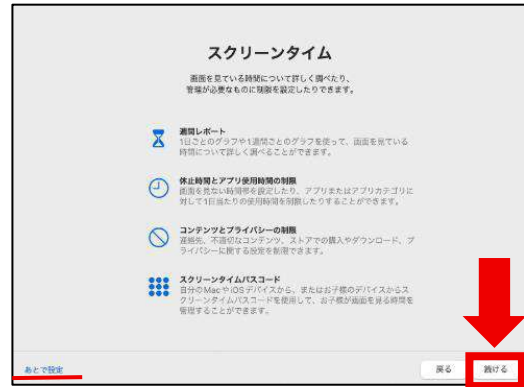 スクリーンタイム
画面を見ている時間について詳しく調べたり、
管理が必要なものに制限を設定したりできます。
週間レポート
1日ごとのグラフや1週間ごとのグラフを使って、画面を見ている
時間について詳しく調べることができます。
休止時間とアプリ使用時間の制限
画面を見ない時間帯を設定したり、アプリまたはアプリカテゴリに
対して1日当たりの使用時間を制限したりすることができます。
コンテンツとプライバシーの制限
連絡先、不適切なコンテンツ、ストアでの購入やダウンロード、プ
ライバシーに関する設定を制限できます。
スクリーンタイムパスコード
自分のMacやiOSデバイスから、またはお子様のデバイスからス
クリーンタイムパスコードを使用して、お子様が画面を見る時間を
管理することができます。
あとで設定
戻る
続ける